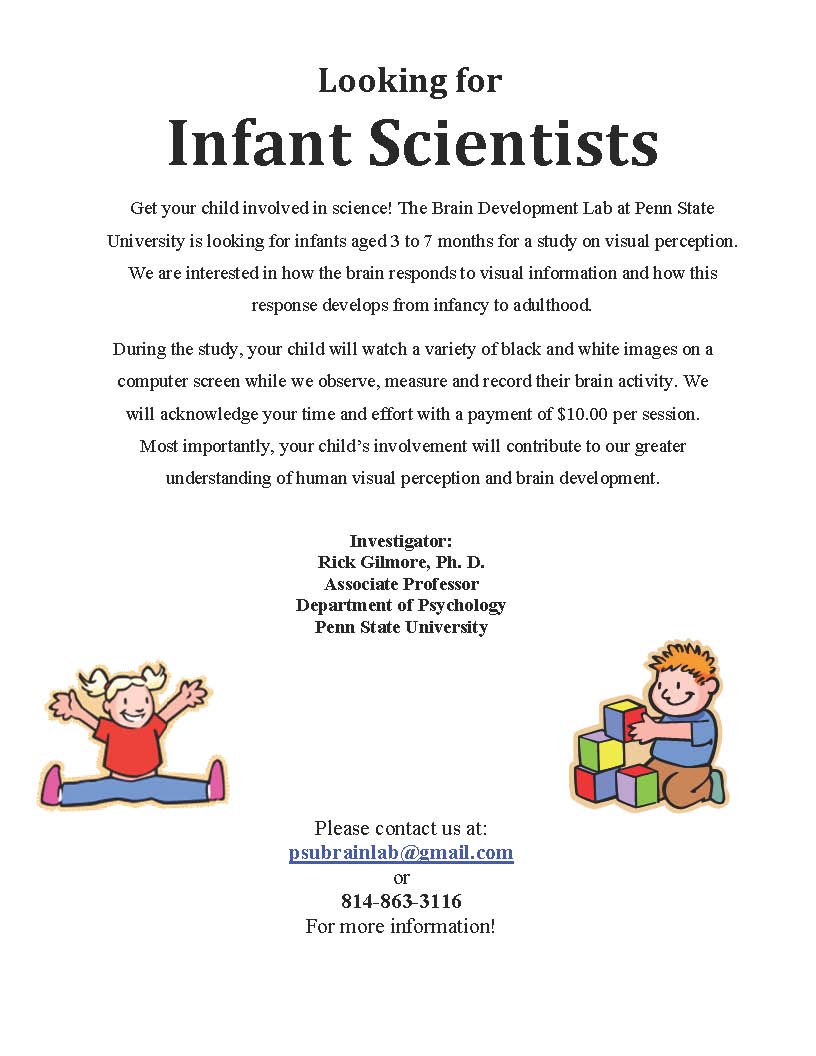 Looking for
Infant Scientists
Get your child involved in science! The Brain Development Lab at Penn State
University is looking for infants aged 3 to 7 months for a study on visual perception.
We are interested in how the brain responds to visual information and how this
response develops from infancy to adulthood.
During the study, your child will watch a variety of black and white images on a
computer screen while we observe, measure and record their brain activity. We
will acknowledge your time and effort with a payment of $10.00 per session.
Most importantly, your child’s involvement will contribute to our greater
understanding of human visual perception and brain development.
Investigator:
Rick Gilmore, Ph. D.
Associate Professor
Department of Psychology
Penn State University
Please contact us at:
psubrainlab@gmail.com
or
814-863-3116
For more information!